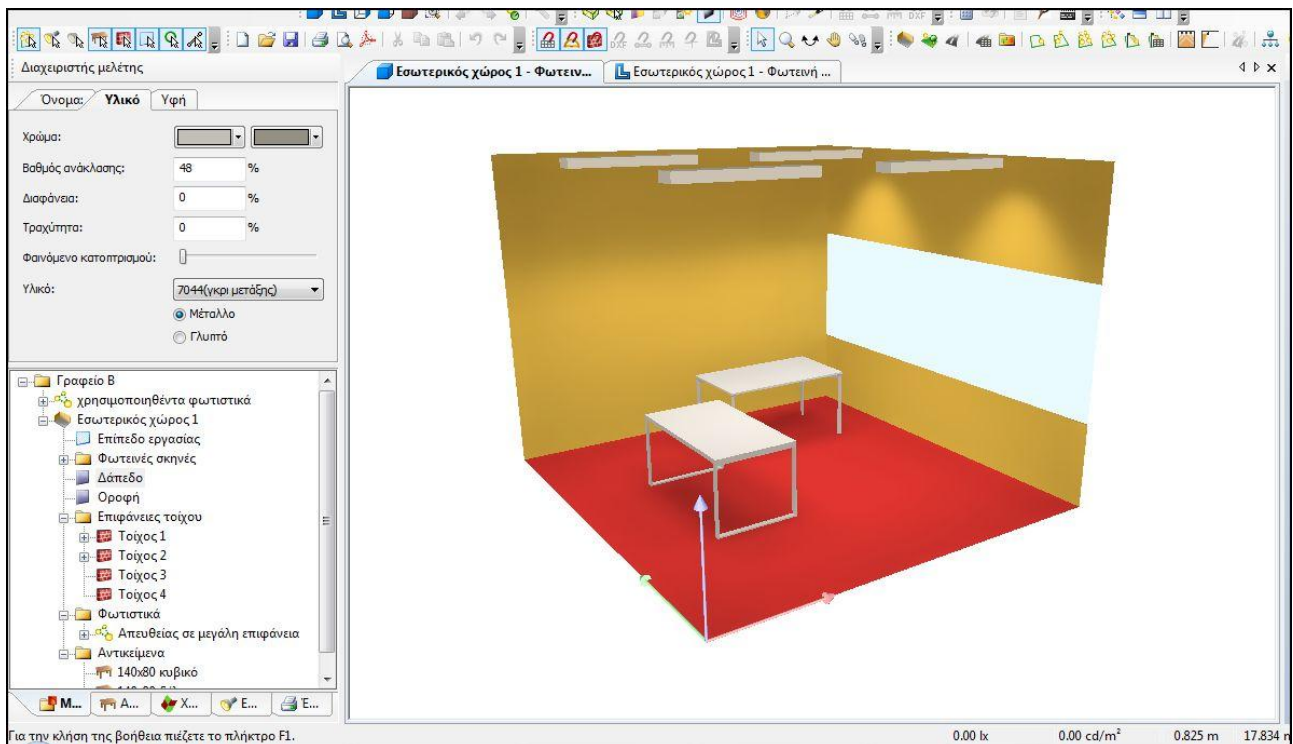 Διαχειριστής μελέτης
Εσωτερικός χώρος 1 - Φωτειν...
Εσωτερικός χώρος 1 - Φωτεινή ...
Όνομα:
Υλικό
Υφή
Χρώμα:
Βαθμός ανάκλασης: 48 %
Διαφάνεια: 0 %
Τραχύτητα: 0 %
Φαινόμενο κατοπτρισμού:
Υλικό: 7044(γκρι μετάξης)
Μέταλλο
Γλυπτό
Γραφείο Β
χρησιμοποιηθέντα φωτιστικά
Εσωτερικός χώρος 1
Επίπεδο εργασίας
Φωτεινές σκηνές
Δάπεδο
Οροφή
Επιφάνειες τοίχου
Τοίχος 1
Τοίχος 2
Τοίχος 3
Τοίχος 4
Φωτιστικά
Απευθείας σε μεγάλη επιφάνεια
Αντικείμενα
140x80 κυβικό
Μ... Α... Χ... Ε... Έ...
Για την κλήση της βοήθεια πιέζετε το πλήκτρο F1.
0.00 lx 0.00 cd/m² 0.825 m 17.834